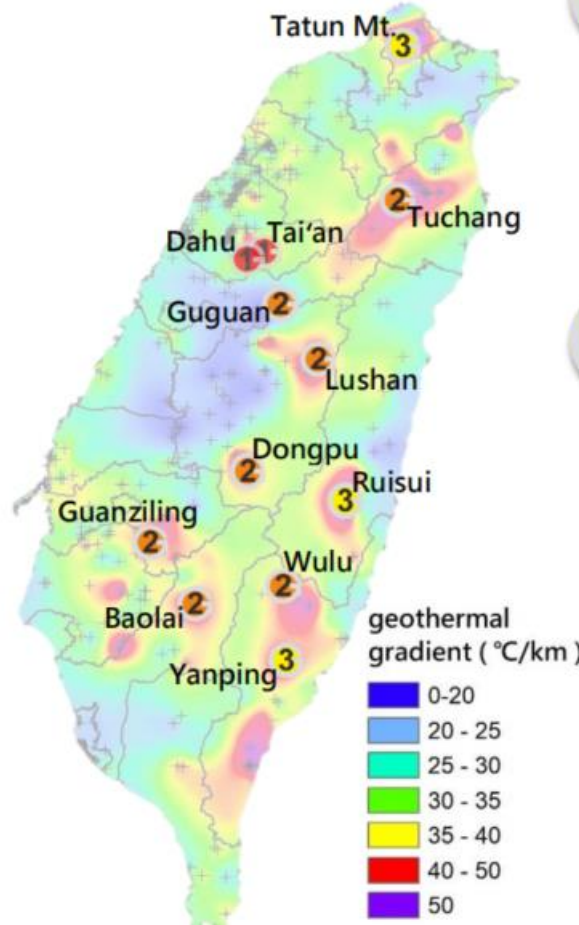 Tatun Mt.
3
2
Tuchang
Dahu
Tai'an
1
1
Guguan
2
2
Lushan
Dongpu
2
Ruisui
3
Guanziling
2
Wulu
2
Baolai
2
Yanping
3
geothermal
gradient ( °C/km )
0-20
20 - 25
25 - 30
30 - 35
35 - 40
40 - 50
50